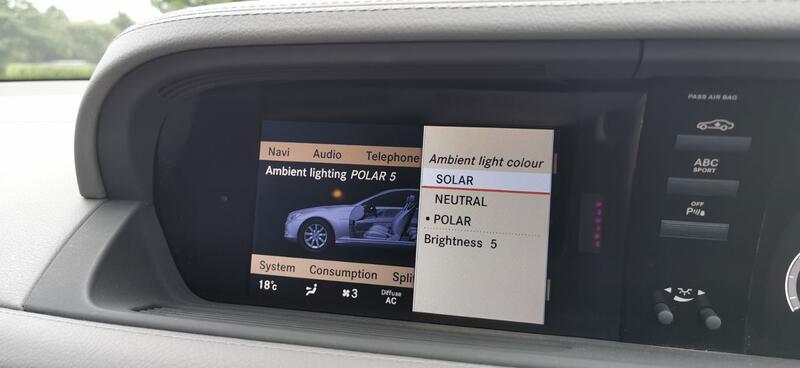 Navi Audio Telephone
Ambient lighting POLAR 5
Ambient light colour
SOLAR
NEUTRAL
• POLAR
Brightness 5
System Consumption Split
18°c 3 Diffuse AC
PASS AIR BAG
ABC
SPORT
OFF
P